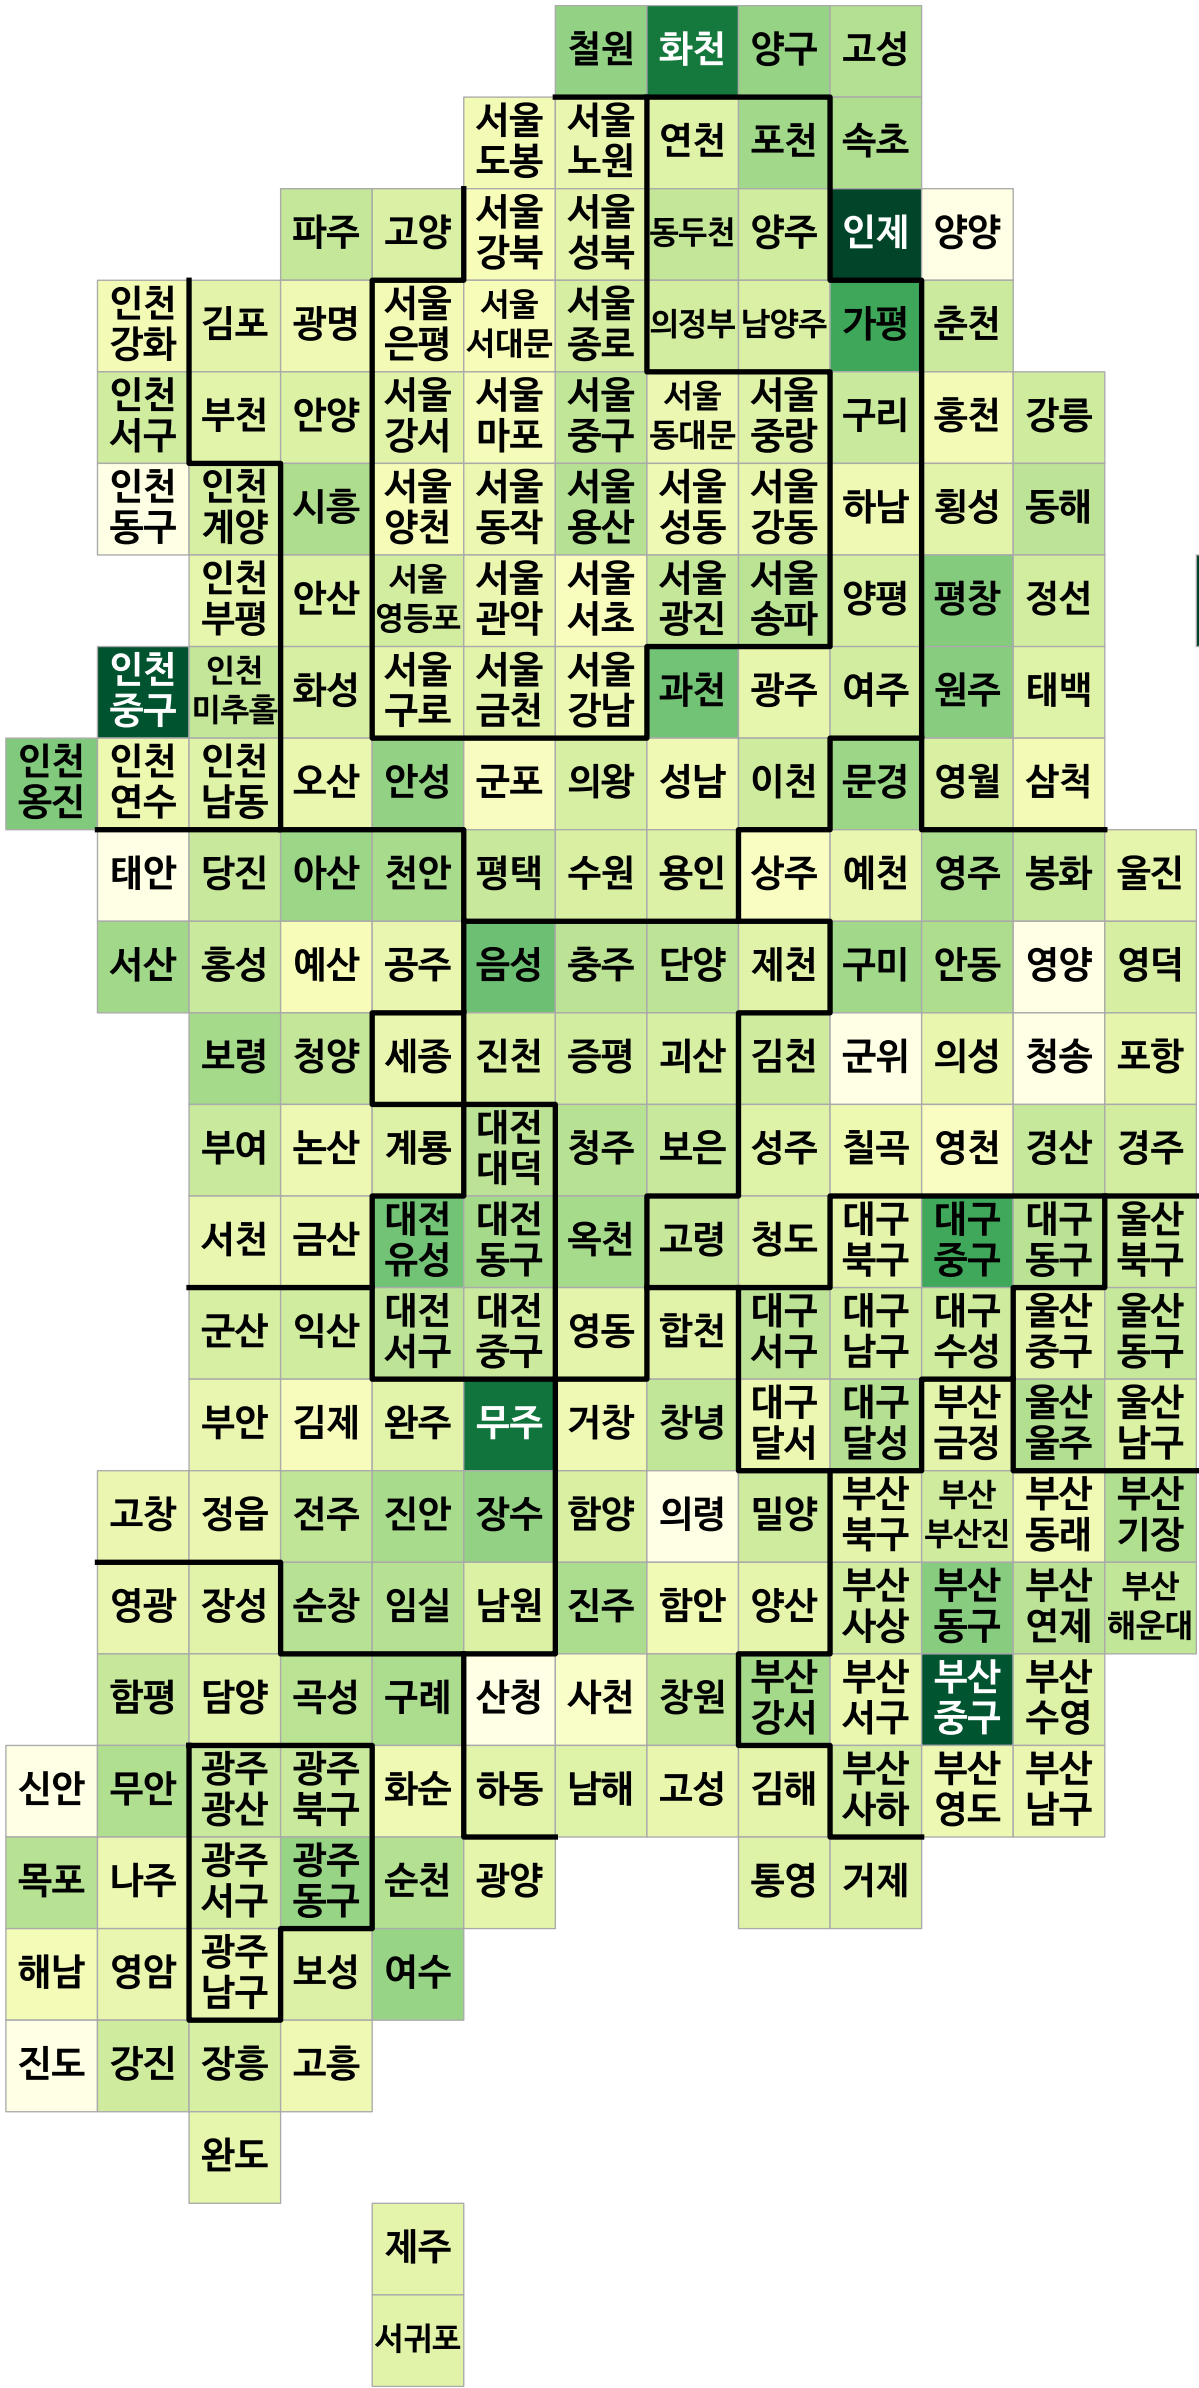 철원 화천 양구 고성
서울 도봉 서울 노원 연천 포천 속초
파주 고양 서울 강북 서울 성북 동두천 양주 인제 양양
인천 강화 김포 광명 서울 은평 서울 서대문 서울 종로 의정부 남양주 가평 춘천
인천 서구 부천 안양 서울 강서 서울 마포 서울 중구 서울 동대문 서울 중랑 구리 홍천 강릉
인천 동구 인천 계양 시흥 서울 양천 서울 동작 서울 용산 서울 성동 서울 강동 하남 횡성 동해
인천 부평 안산 서울 영등포 서울 관악 서울 서초 서울 광진 서울 송파 양평 평창 정선
인천 중구 인천 미추홀 화성 서울 구로 서울 금천 서울 강남 과천 광주 여주 원주 태백
인천 옹진 인천 연수 인천 남동 오산 안성 군포 의왕 성남 이천 문경 영월 삼척
태안 당진 아산 천안 평택 수원 용인 상주 예천 영주 봉화 울진
서산 홍성 예산 공주 음성 충주 단양 제천 구미 안동 영양 영덕
보령 청양 세종 진천 증평 괴산 김천 군위 의성 청송 포항
부여 논산 계룡 대전 대덕 청주 보은 성주 칠곡 영천 경산 경주
서천 금산 대전 유성 대전 동구 옥천 고령 청도 대구 북구 대구 중구 대구 동구 울산 북구
군산 익산 대전 서구 대전 중구 영동 합천 대구 서구 대구 남구 대구 수성 울산 중구 울산 동구
부안 김제 완주 무주 거창 창녕 대구 달서 대구 달성 부산 금정 울산 울주 울산 남구
고창 정읍 전주 진안 장수 함양 의령 밀양 부산 북구 부산 부산진 부산 동래 부산 기장
영광 장성 순창 임실 남원 진주 함안 양산 부산 사상 부산 동구 부산 연제 부산 해운대
함평 담양 곡성 구례 산청 사천 창원 부산 강서 부산 서구 부산 중구 부산 수영
신안 무안 광주 광산 광주 북구 화순 하동 남해 고성 김해 부산 사하 부산 영도 부산 남구
목포 나주 광주 서구 광주 동구 순천 광양 통영 거제
해남 영암 광주 남구 보성 여수
진도 강진 장흥 고흥
완도
제주
서귀포